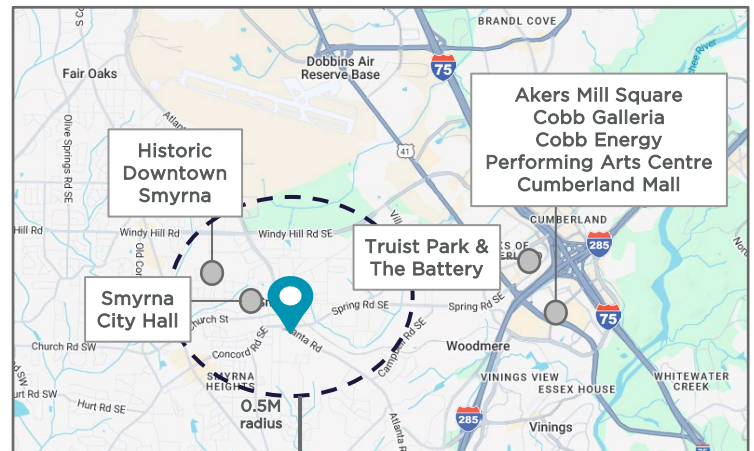 BRANDL COVE
Dobbins Air
Reserve Base
75
Fair Oaks
Akers Mill Square
Cobb Galleria
Cobb Energy
Performing Arts Centre
Cumberland Mall
Olive Springs Rd SE
41
Historic
Downtown
Smyrna
Hill Rd
Windy Hill Rd
Windy Hill Rd SE
CUMBERLAND
285
Truist Park &
The Battery
Smyrna
City Hall
Church St
Spring Rd SE
Spring Rd SE
75
Church Rd SW
Concord Rd SE
Campbell Rd SE
Woodmere
SMYRNA
HEIGHTS
VININGS VIEW
ESSEX HOUSE
WHITEWATER
CREEK
Hurt Rd SE
0.5M
radius
285
Vinings